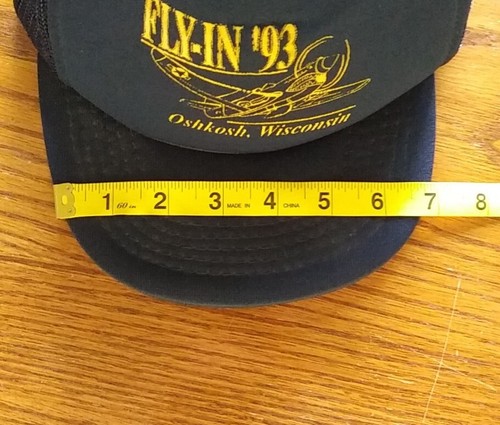 FLY-IN '93
Oshkosh, Wisconsin
1 60 cm 2 3 MADE IN 4 CHINA 5 6 7 8